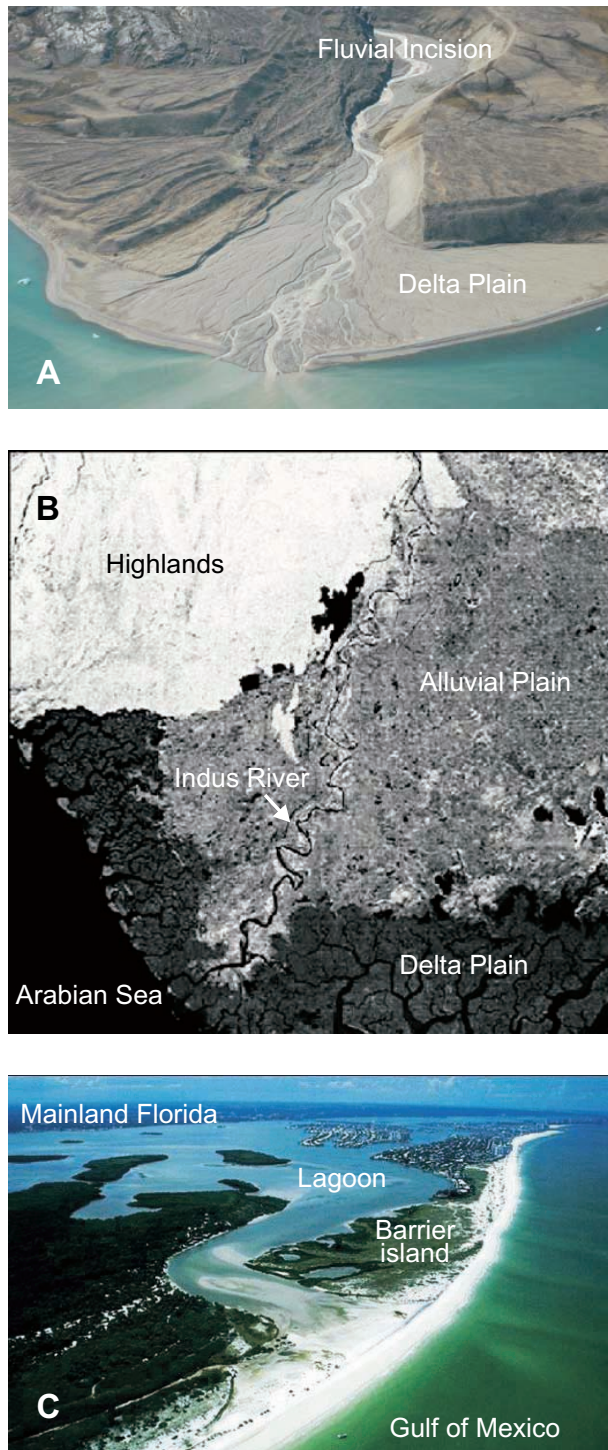 Fluvial Incision
Delta Plain
A
B
Highlands
Alluvial Plain
Indus River
Delta Plain
Arabian Sea
Mainland Florida
Lagoon
Barrier
island
C
Gulf of Mexico